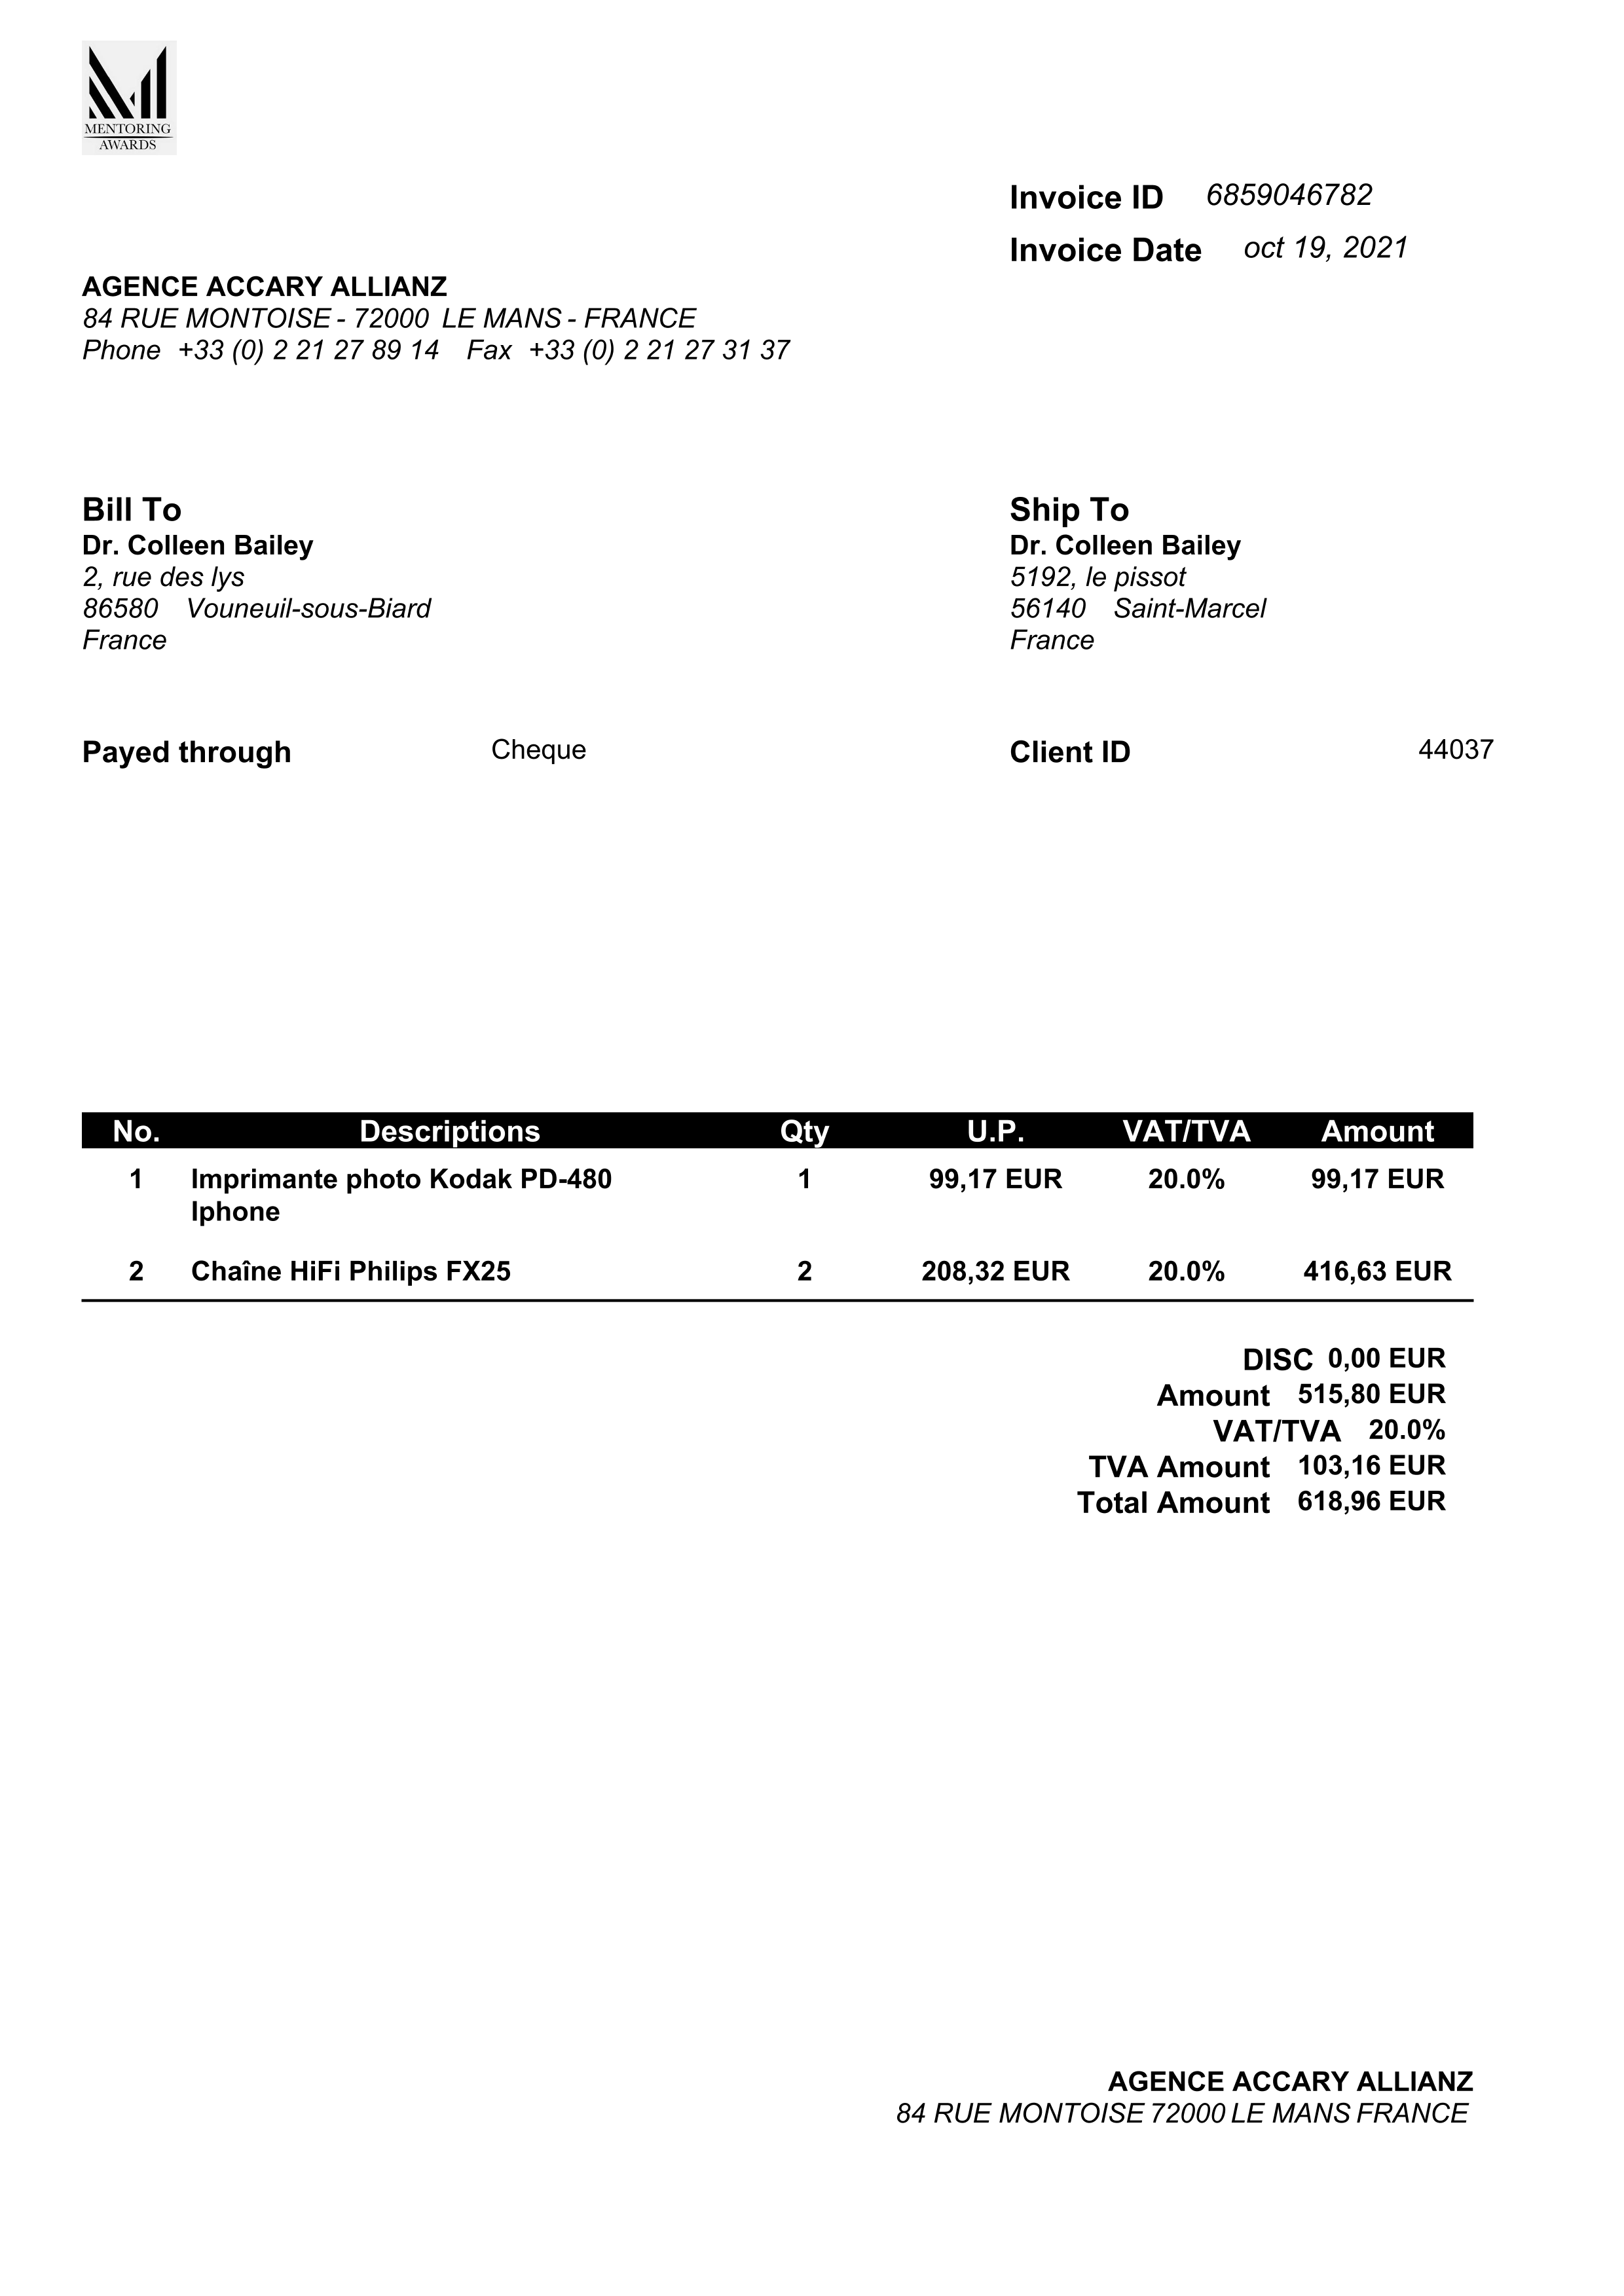 MENTORING
AWARDS
Invoice ID 6859046782
Invoice Date oct 19, 2021
AGENCE ACCARY ALLIANZ
84 RUE MONTOISE - 72000 LE MANS - FRANCE
Phone +33 (0) 2 21 27 89 14 Fax +33 (0) 2 21 27 31 37
Bill To
Dr. Colleen Bailey
2, rue des lys
86580 Vouneuil-sous-Biard
France
Ship To
Dr. Colleen Bailey
5192, le pissot
56140 Saint-Marcel
France
Payed through Cheque
Client ID 44037
No. Descriptions Qty U.P. VAT/TVA Amount
1 Imprimante photo Kodak PD-480 1 99,17 EUR 20.0% 99,17 EUR
Iphone
2 Chaîne HiFi Philips FX25 2 208,32 EUR 20.0% 416,63 EUR
DISC 0,00 EUR
Amount 515,80 EUR
VAT/TVA 20.0%
TVA Amount 103,16 EUR
Total Amount 618,96 EUR
AGENCE ACCARY ALLIANZ
84 RUE MONTOISE 72000 LE MANS FRANCE